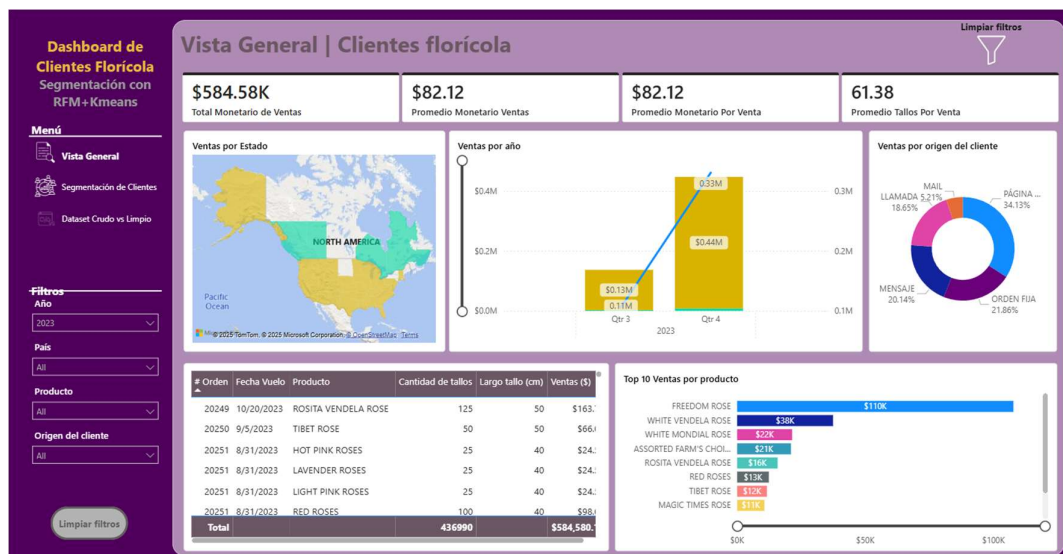 Dashboard de
Clientes Florícola
Segmentación con
RFM+Kmeans
Menú
Vista General
Segmentación de Clientes
Dataset Crudo vs Limpio
Filtros
Año
2023
País
All
Producto
All
Origen del cliente
All
Limpiar filtros
Vista General | Clientes florícola
Limpiar filtros
$584.58K
Total Monetario de Ventas
$82.12
Promedio Monetario Ventas
$82.12
Promedio Monetario Por Venta
61.38
Promedio Tallos Por Venta
Ventas por Estado
NORTH AMERICA
Pacific
Ocean
© 2025 TomTom, © 2025 Microsoft Corporation, © OpenStreetMap Terms
Ventas por año
$0.4M
$0.2M
$0.0M
0.3M
0.2M
0.1M
0.33M
$0.44M
$0.13M
0.11M
Qtr 3
Qtr 4
2023
Ventas por origen del cliente
MAIL
5.21%
LLAMADA
18.65%
PÁGINA ...
34.13%
MENSAJE
20.14%
ORDEN FIJA
21.86%
# Orden Fecha Vuelo Producto Cantidad de tallos Largo tallo (cm) Ventas ($)
20249 10/20/2023 ROSITA VENDELA ROSE 125 50 $163.
20250 9/5/2023 TIBET ROSE 50 50 $66.
20251 8/31/2023 HOT PINK ROSES 25 40 $24.
20251 8/31/2023 LAVENDER ROSES 25 40 $24.
20251 8/31/2023 LIGHT PINK ROSES 25 40 $24.
20251 8/31/2023 RED ROSES 100 40 $98.
Total 436990 $584,580.
Top 10 Ventas por producto
FREEDOM ROSE $110K
WHITE VENDELA ROSE $38K
WHITE MONDIAL ROSE $22K
ASSORTED FARM'S CHOI... $21K
ROSITA VENDELA ROSE $16K
RED ROSES $13K
TIBET ROSE $12K
MAGIC TIMES ROSE $11K
$0K $50K $100K